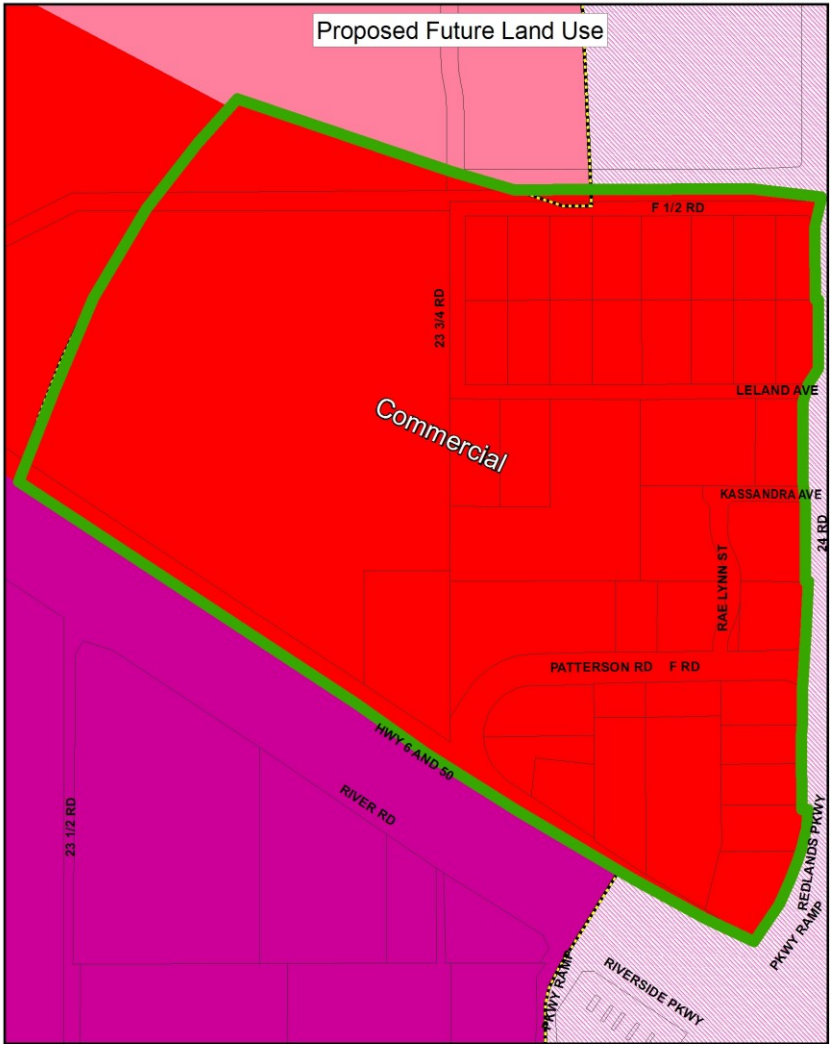 Proposed Future Land Use
F 1/2 RD
23 3/4 RD
LELAND AVE
Commercial
KASSANDRA AVE
24 RD
RAE LYNN ST
PATTERSON RD F RD
HWY 6 AND 50
RIVER RD
23 1/2 RD
REDLANDS PKWY
PKWY RAMP
PKWY RAMP
RIVERSIDE PKWY